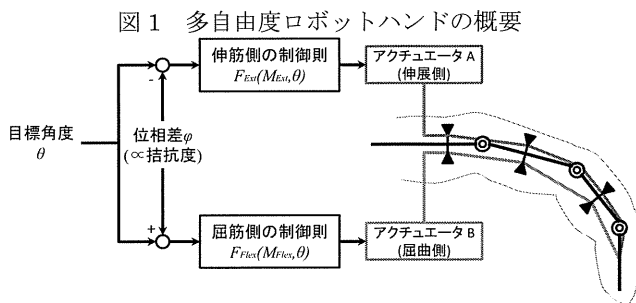 図1 多自由度ロボットハンドの概要
伸筋側の制御則
FExt(MExt,θ)
アクチュエータA
(伸展側)
-
目標角度
θ
位相差φ
(∝拮抗度)
+
屈筋側の制御則
FFlex(MFlex,θ)
アクチュエータB
(屈曲側)